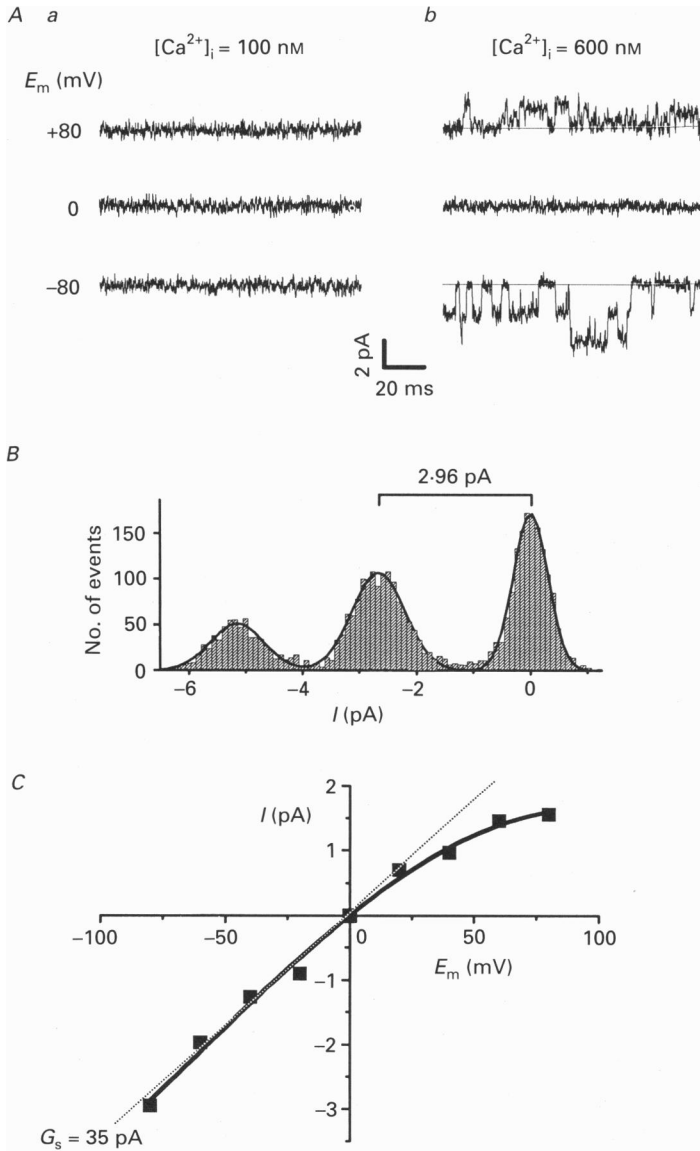 A a b
[Ca²⁺]ᵢ = 100 nM [Ca²⁺]ᵢ = 600 nM
Eₘ (mV)
+80
0
−80
2 pA
20 ms
B
2·96 pA
No. of events
150
100
50
0
−6 −4 −2 0
I (pA)
C
I (pA)
2
1
−100 −50 0 50 100
Eₘ (mV)
−1
−2
−3
Gₛ = 35 pA